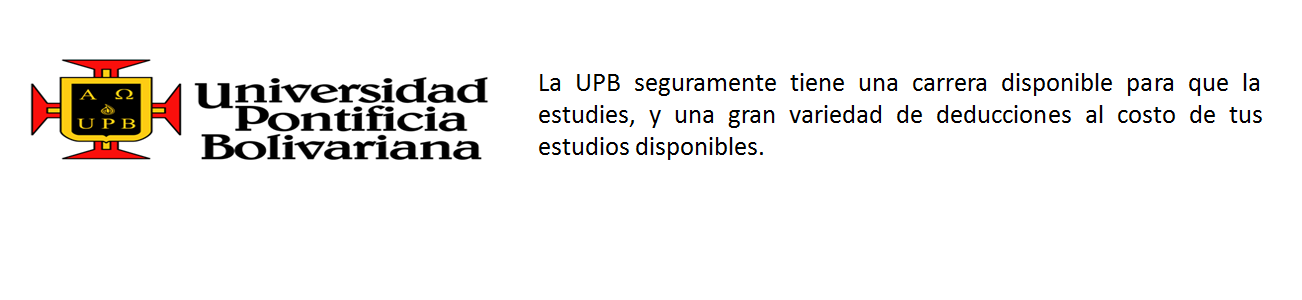 Α Ω
UPB
Universidad
Pontificia
Bolivariana
La UPB seguramente tiene una carrera disponible para que la
estudies, y una gran variedad de deducciones al costo de tus
estudios disponibles.